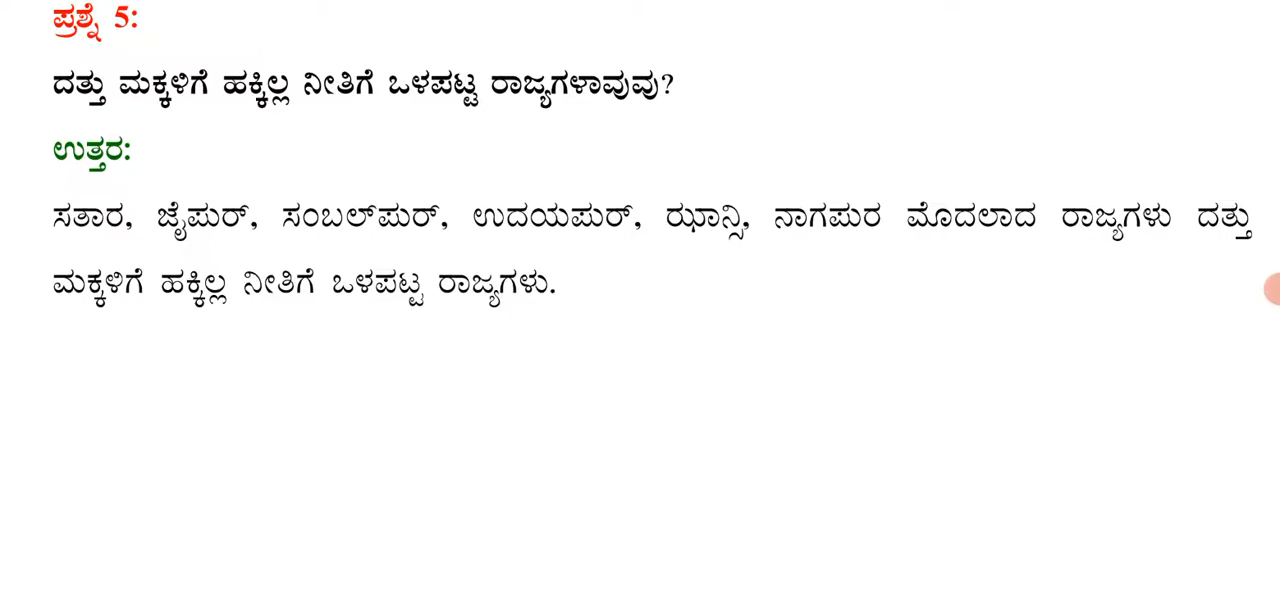 ಪ್ರಶ್ನೆ 5:
ದತ್ತು ಮಕ್ಕಳಿಗೆ ಹಕ್ಕಿಲ್ಲ ನೀತಿಗೆ ಒಳಪಟ್ಟ ರಾಜ್ಯಗಳಾವುವು?
ಉತ್ತರ:
ಸತಾರ, ಜೈಪುರ್, ಸಂಬಲ್‌ಪುರ್, ಉದಯಪುರ್, ಝಾನ್ಸಿ, ನಾಗಪುರ ಮೊದಲಾದ ರಾಜ್ಯಗಳು ದತ್ತು
ಮಕ್ಕಳಿಗೆ ಹಕ್ಕಿಲ್ಲ ನೀತಿಗೆ ಒಳಪಟ್ಟ ರಾಜ್ಯಗಳು.